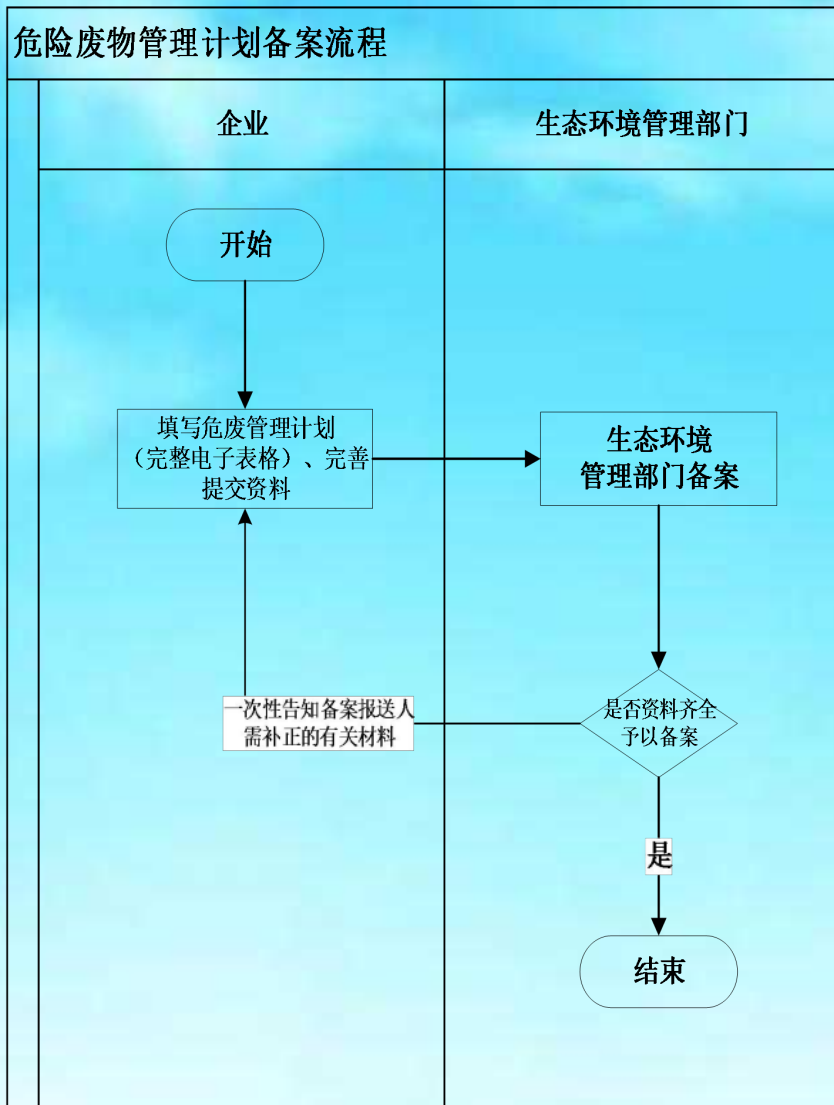 危险废物管理计划备案流程
企业
生态环境管理部门
开始
填写危废管理计划
（完整电子表格）、完善
提交资料
生态环境
管理部门备案
是否资料齐全
予以备案
一次性告知备案报送人
需补正的有关材料
是
结束